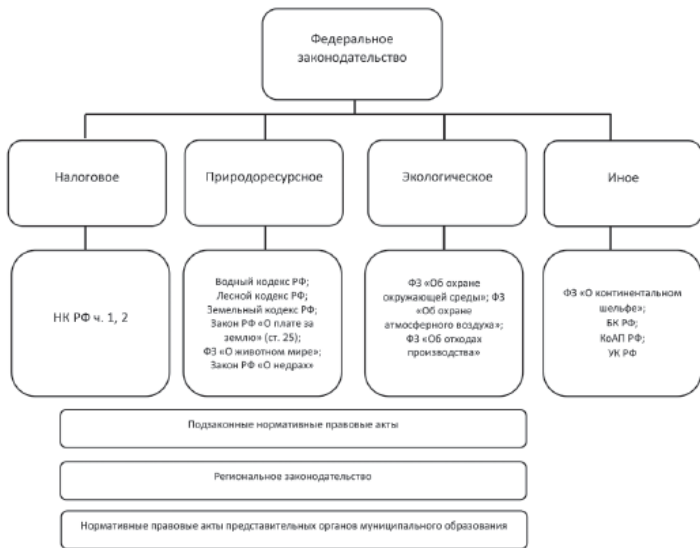 Федеральное
законодательство
Налоговое
Природоресурсное
Экологическое
Иное
НК РФ ч. 1, 2
Водный кодекс РФ;
Лесной кодекс РФ;
Земельный кодекс РФ;
Закон РФ «О плате за
землю» (ст. 25);
ФЗ «О животном мире»;
Закон РФ «О недрах»
ФЗ «Об охране
окружающей среды»; ФЗ
«Об охране
атмосферного воздуха»;
ФЗ «Об отходах
производства»
ФЗ «О континентальном
шельфе»;
БК РФ;
КоАП РФ;
УК РФ
Подзаконные нормативные правовые акты
Региональное законодательство
Нормативные правовые акты представительных органов муниципального образования